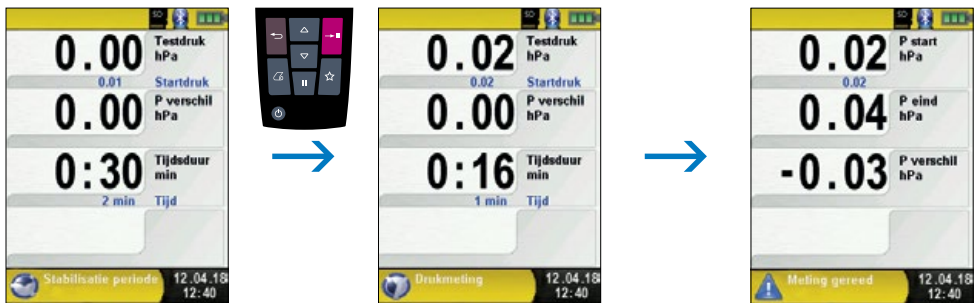 SD
0.00 Testdruk hPa
0.01 Startdruk
0.00 P verschil hPa
0:30 Tijdsduur min
2 min Tijd
Stabilisatie periode 12.04.18
12:40
SD
0.02 Testdruk hPa
0.02 Startdruk
0.00 P verschil hPa
0:16 Tijdsduur min
1 min Tijd
Drukmeting 12.04.18
12:40
SD
0.02 P start hPa
0.02
0.04 P eind hPa
-0.03 P verschil hPa
Meting gereed 12.04.18
12:40